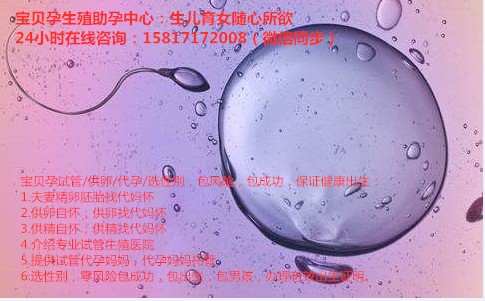 宝贝孕生殖助孕中心：生儿育女随心所欲
24小时在线咨询：15817172008（微信同步）
宝贝孕试管/供卵/代孕/选性别，包风险，包成功，保证健康出生：
1.夫妻精卵胚胎找代妈怀
2.供卵自怀；供卵找代妈怀
3.供精自怀；供精找代妈怀
4.介绍专业试管生殖医院
5.提供试管代孕妈妈，代孕妈妈
6:选性别，零风险包成功，包出生，包男孩，办理